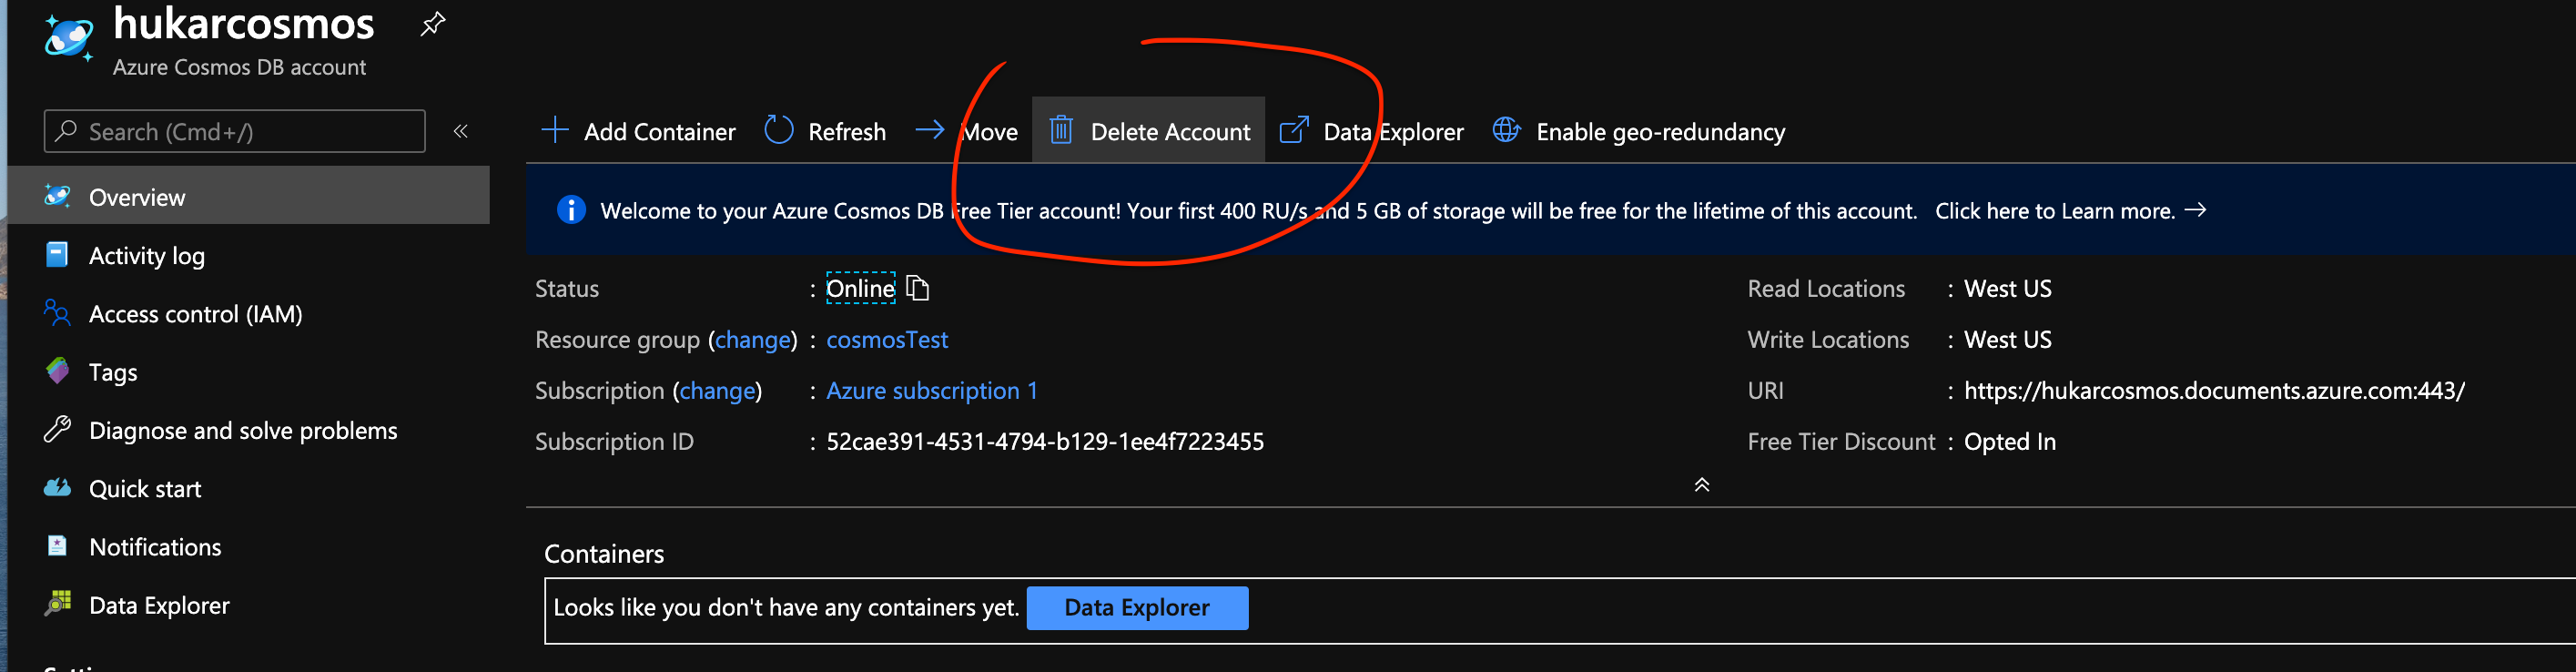 hukarcosmos
Azure Cosmos DB account
Search (Cmd+/)
«
Add Container Refresh Move Delete Account Data Explorer Enable geo-redundancy
Overview
Activity log
Access control (IAM)
Tags
Diagnose and solve problems
Quick start
Notifications
Data Explorer
Welcome to your Azure Cosmos DB Free Tier account! Your first 400 RU/s and 5 GB of storage will be free for the lifetime of this account. Click here to Learn more. →
Status : Online
Resource group (change) : cosmosTest
Subscription (change) : Azure subscription 1
Subscription ID : 52cae391-4531-4794-b129-1ee4f7223455
Read Locations : West US
Write Locations : West US
URI : https://hukarcosmos.documents.azure.com:443/
Free Tier Discount : Opted In
Containers
Looks like you don't have any containers yet. Data Explorer